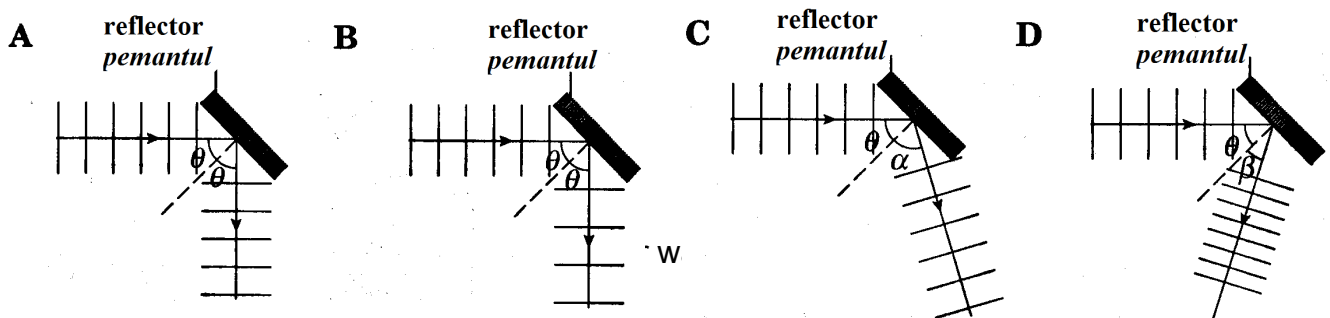 A
reflector
pemantul
θ
θ
B
reflector
pemantul
θ
θ
W
C
reflector
pemantul
θ
α
D
reflector
pemantul
θ
β